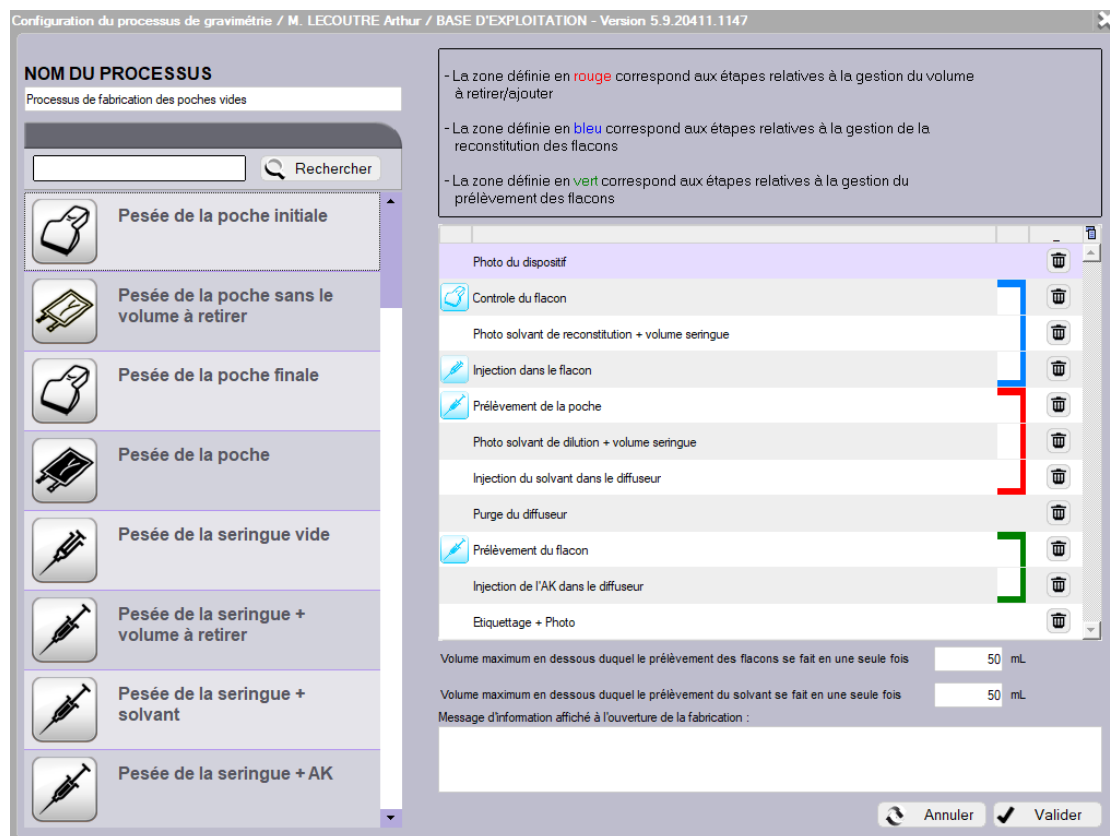 Configuration du processus de gravimétrie / M. LECOUTRE Arthur / BASE D'EXPLOITATION - Version 5.9.20411.1147
NOM DU PROCESSUS
Processus de fabrication des poches vides
Rechercher
Pesée de la poche initiale
Pesée de la poche sans le
volume à retirer
Pesée de la poche finale
Pesée de la poche
Pesée de la seringue vide
Pesée de la seringue +
volume à retirer
Pesée de la seringue +
solvant
Pesée de la seringue + AK
- La zone définie en rouge correspond aux étapes relatives à la gestion du volume
à retirer/ajouter
- La zone définie en bleu correspond aux étapes relatives à la gestion de la
reconstitution des flacons
- La zone définie en vert correspond aux étapes relatives à la gestion du
prélèvement des flacons
Photo du dispositif
Controle du flacon
Photo solvant de reconstitution + volume seringue
Injection dans le flacon
Prélèvement de la poche
Photo solvant de dilution + volume seringue
Injection du solvant dans le diffuseur
Purge du diffuseur
Prélèvement du flacon
Injection de l'AK dans le diffuseur
Etiquettage + Photo
Volume maximum en dessous duquel le prélèvement des flacons se fait en une seule fois 50 mL
Volume maximum en dessous duquel le prélèvement du solvant se fait en une seule fois 50 mL
Message d'information affiché à l'ouverture de la fabrication :
Annuler Valider